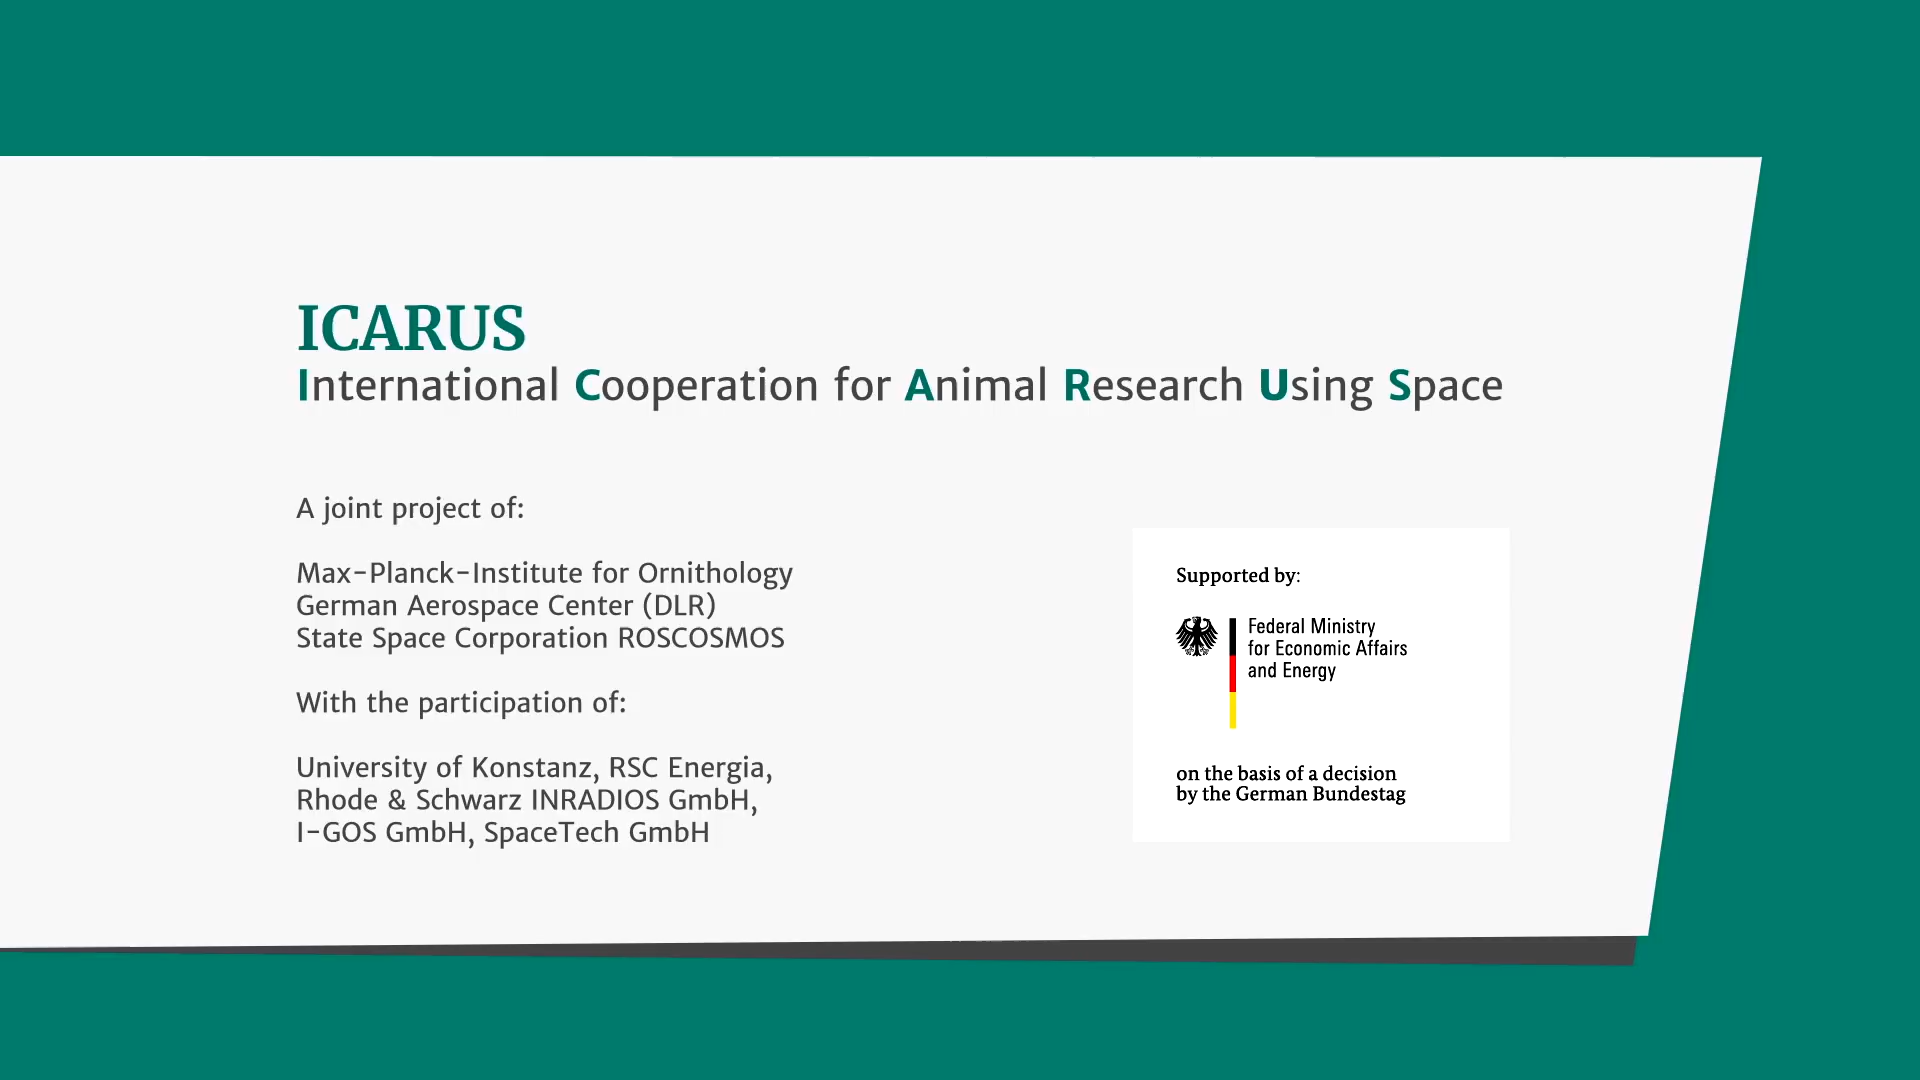 ICARUS
International Cooperation for Animal Research Using Space
A joint project of:
Max-Planck-Institute for Ornithology
German Aerospace Center (DLR)
State Space Corporation ROSCOSMOS
With the participation of:
University of Konstanz, RSC Energia,
Rhode & Schwarz INRADIOS GmbH,
I-GOS GmbH, SpaceTech GmbH
Supported by:
Federal Ministry
for Economic Affairs
and Energy
on the basis of a decision
by the German Bundestag